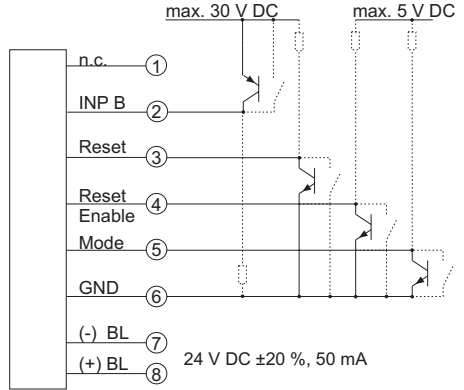 max. 30 V DC max. 5 V DC
n.c. 1
INP B 2
Reset 3
Reset
Enable 4
Mode 5
GND 6
(-) BL 7
(+) BL 8 24 V DC ±20 %, 50 mA